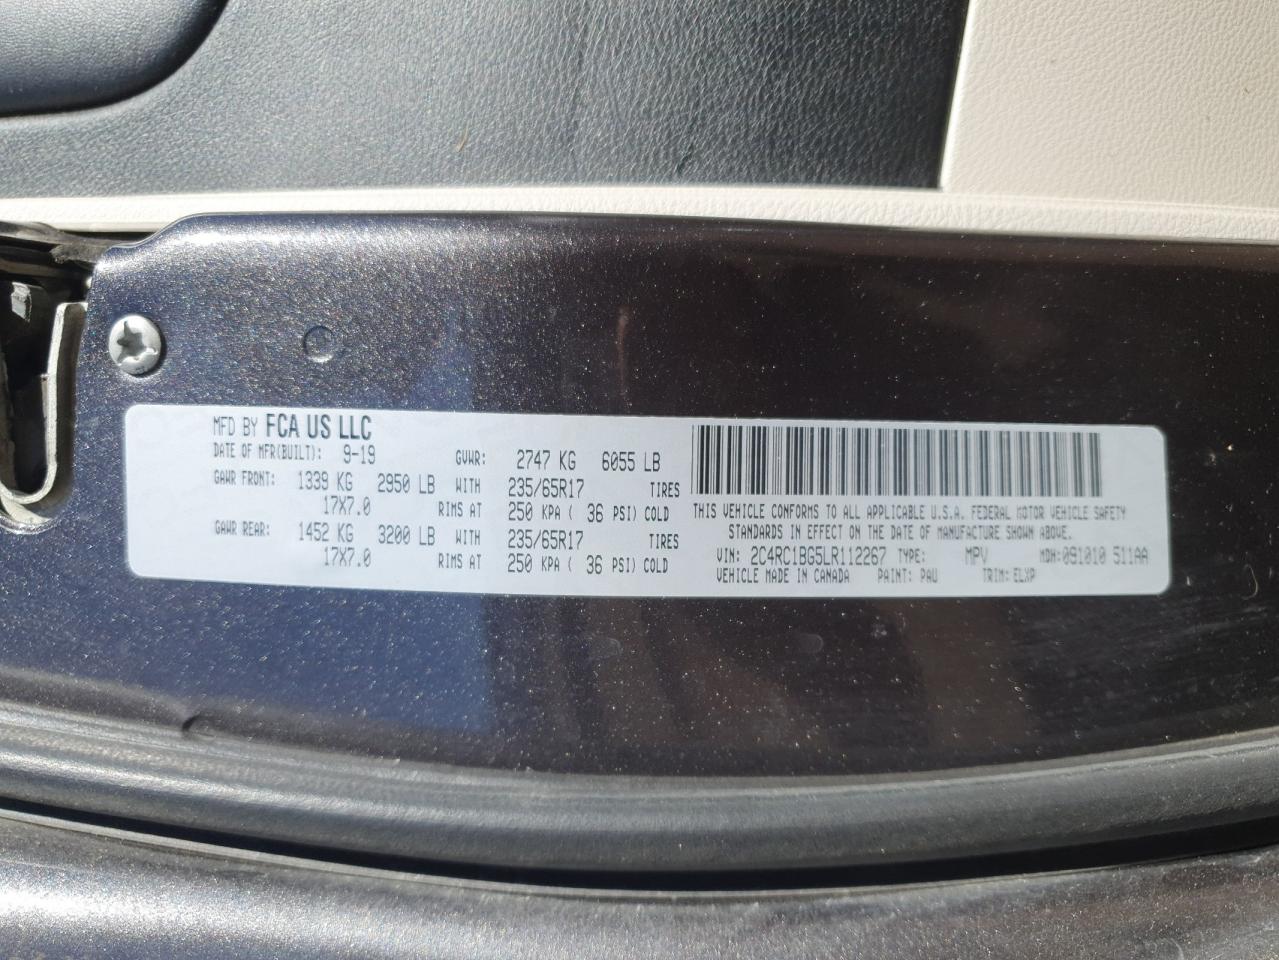 MFD BY FCA US LLC
DATE OF MFR(BUILT): 9-19 GVWR: 2747 KG 6055 LB
GAWR FRONT: 1339 KG 2950 LB WITH 235/65R17 TIRES
17X7.0 RIMS AT 250 KPA ( 36 PSI) COLD
GAWR REAR: 1452 KG 3200 LB WITH 235/65R17 TIRES
17X7.0 RIMS AT 250 KPA ( 36 PSI) COLD
THIS VEHICLE CONFORMS TO ALL APPLICABLE U.S.A. FEDERAL MOTOR VEHICLE SAFETY
STANDARDS IN EFFECT ON THE DATE OF MANUFACTURE SHOWN ABOVE.
VIN: 2C4RC1BG5LR112267 TYPE: MPV MDH: 091010 511AA
VEHICLE MADE IN CANADA PAINT: PAU TRIM: ELXP